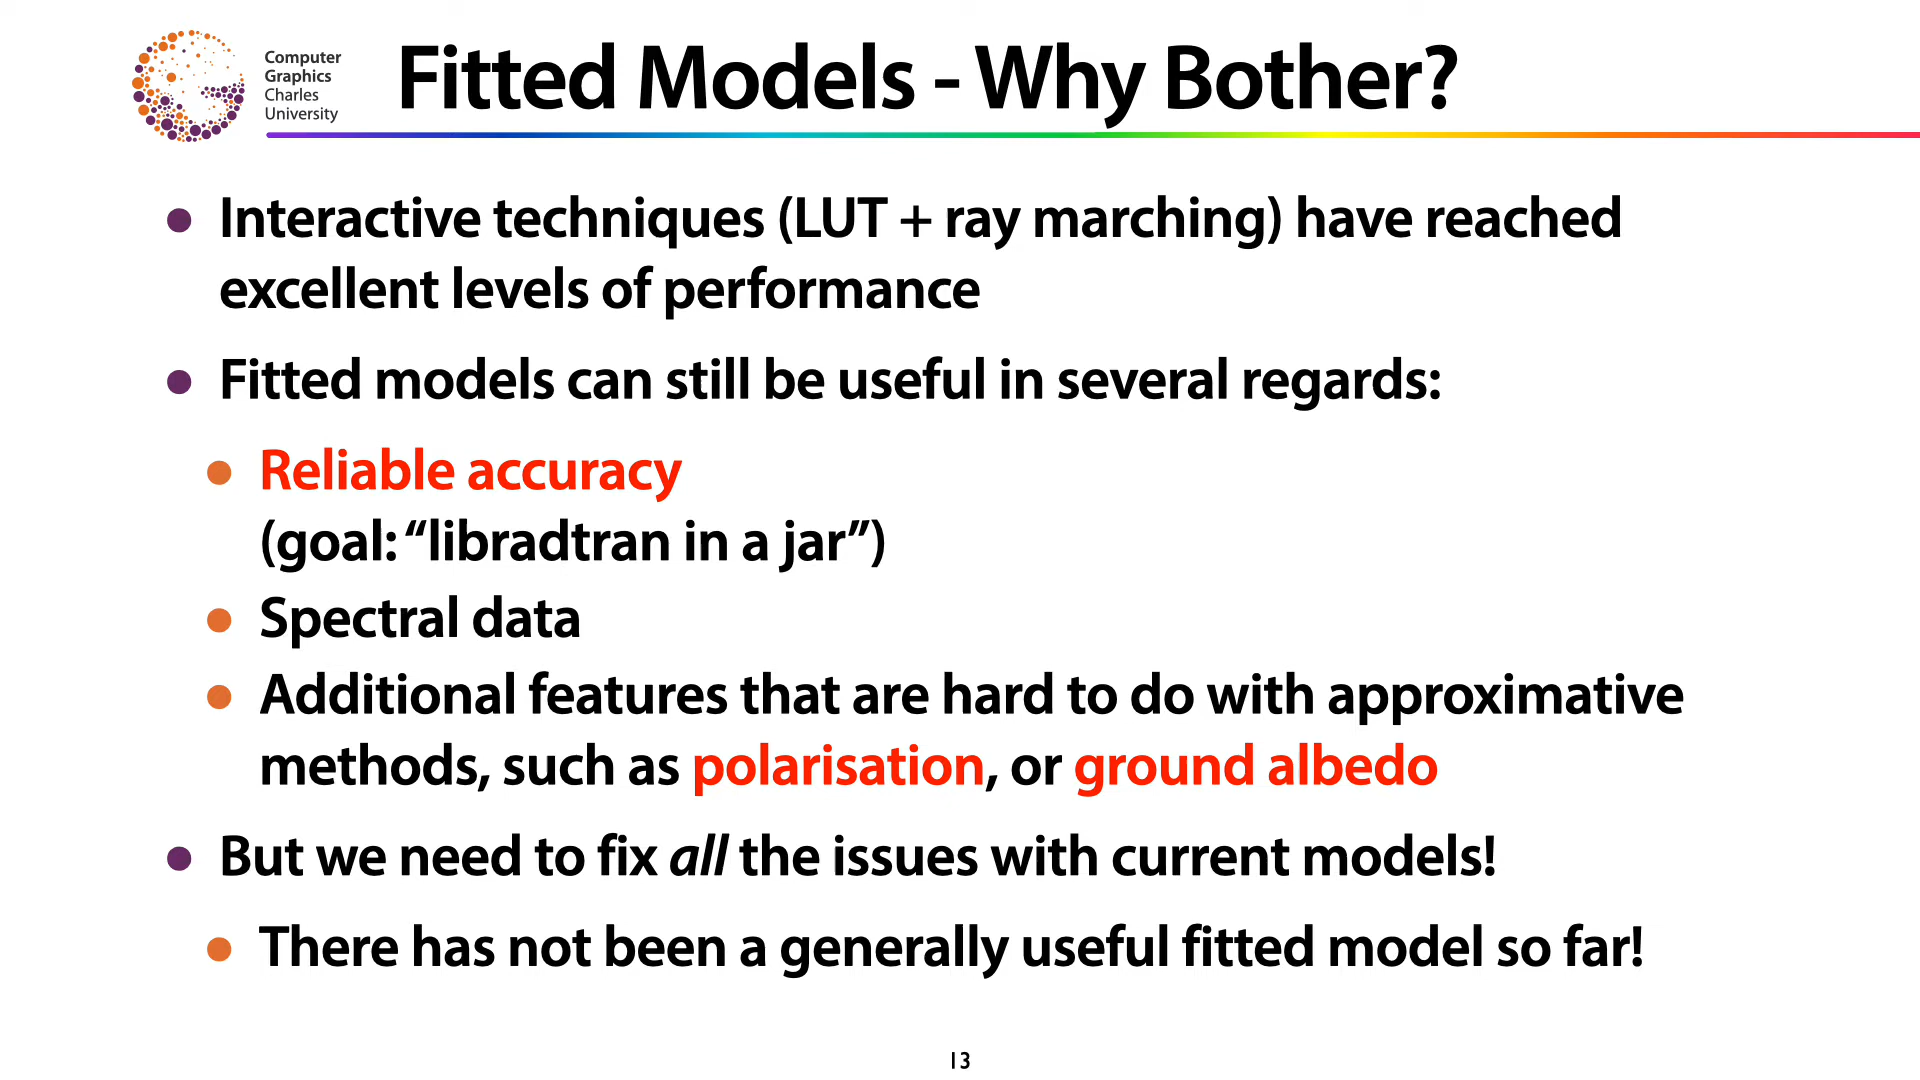 Computer
Graphics
Charles
University
Fitted Models - Why Bother?
Interactive techniques (LUT + ray marching) have reached
excellent levels of performance
Fitted models can still be useful in several regards:
Reliable accuracy
(goal: “libradtran in a jar”)
Spectral data
Additional features that are hard to do with approximative
methods, such as polarisation, or ground albedo
But we need to fix all the issues with current models!
There has not been a generally useful fitted model so far!
13